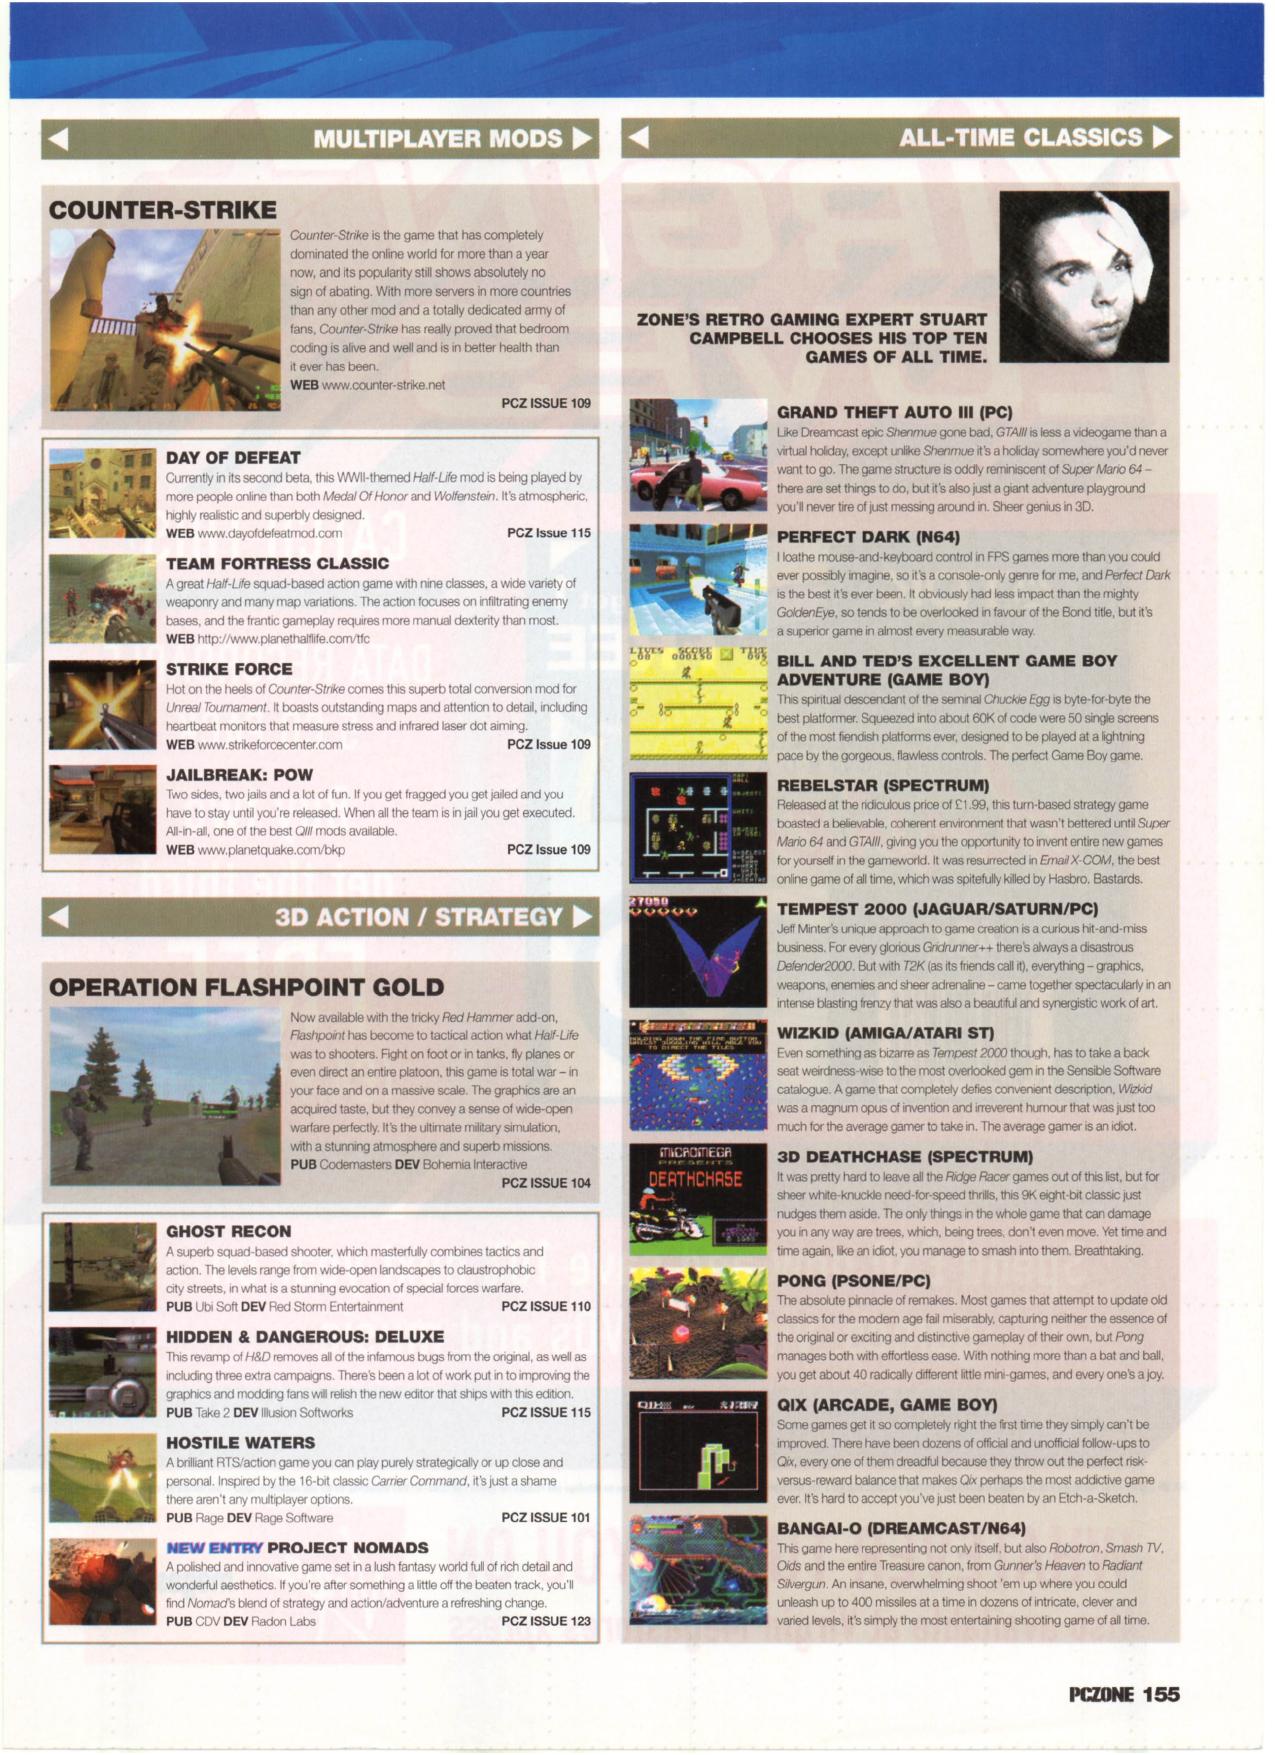 MULTIPLAYER MODS
COUNTER-STRIKE
Counter-Strike is the game that has completely
dominated the online world for more than a year
now, and its popularity still shows absolutely no
sign of abating. With more servers in more countries
than any other mod and a totally dedicated army of
fans, Counter-Strike has really proved that bedroom
coding is alive and well and is in better health than
it ever has been.
WEB www.counter-strike.net
PCZ ISSUE 109
DAY OF DEFEAT
Currently in its second beta, this WWII-themed Half-Life mod is being played by
more people online than both Medal Of Honor and Wolfenstein. It's atmospheric,
highly realistic and superbly designed.
WEB www.dayofdefeatmod.com PCZ Issue 115
TEAM FORTRESS CLASSIC
A great Half-Life squad-based action game with nine classes, a wide variety of
weaponry and many map variations. The action focuses on infiltrating enemy
bases, and the frantic gameplay requires more manual dexterity than most.
WEB http://www.planethalflife.com/tfc
STRIKE FORCE
Hot on the heels of Counter-Strike comes this superb total conversion mod for
Unreal Tournament. It boasts outstanding maps and attention to detail, including
heartbeat monitors that measure stress and infrared laser dot aiming.
WEB www.strikeforcecenter.com PCZ Issue 109
JAILBREAK: POW
Two sides, two jails and a lot of fun. If you get fragged you get jailed and you
have to stay until you're released. When all the team is in jail you get executed.
All-in-all, one of the best QIII mods available.
WEB www.planetquake.com/bkp PCZ Issue 109
3D ACTION / STRATEGY
OPERATION FLASHPOINT GOLD
Now available with the tricky Red Hammer add-on,
Flashpoint has become to tactical action what Half-Life
was to shooters. Fight on foot or in tanks, fly planes or
even direct an entire platoon, this game is total war – in
your face and on a massive scale. The graphics are an
acquired taste, but they convey a sense of wide-open
warfare perfectly. It's the ultimate military simulation,
with a stunning atmosphere and superb missions.
PUB Codemasters DEV Bohemia Interactive
PCZ ISSUE 104
GHOST RECON
A superb squad-based shooter, which masterfully combines tactics and
action. The levels range from wide-open landscapes to claustrophobic
city streets, in what is a stunning evocation of special forces warfare.
PUB Ubi Soft DEV Red Storm Entertainment PCZ ISSUE 110
HIDDEN & DANGEROUS: DELUXE
This revamp of H&D removes all of the infamous bugs from the original, as well as
including three extra campaigns. There's been a lot of work put in to improving the
graphics and modding fans will relish the new editor that ships with this edition.
PUB Take 2 DEV Illusion Softworks PCZ ISSUE 115
HOSTILE WATERS
A brilliant RTS/action game you can play purely strategically or up close and
personal. Inspired by the 16-bit classic Carrier Command, it's just a shame
there aren't any multiplayer options.
PUB Rage DEV Rage Software PCZ ISSUE 101
NEW ENTRY PROJECT NOMADS
A polished and innovative game set in a lush fantasy world full of rich detail and
wonderful aesthetics. If you're after something a little off the beaten track, you'll
find Nomad's blend of strategy and action/adventure a refreshing change.
PUB CDV DEV Radon Labs PCZ ISSUE 123
ALL-TIME CLASSICS
ZONE'S RETRO GAMING EXPERT STUART
CAMPBELL CHOOSES HIS TOP TEN
GAMES OF ALL TIME.
GRAND THEFT AUTO III (PC)
Like Dreamcast epic Shenmue gone bad, GTAIII is less a videogame than a
virtual holiday, except unlike Shenmue it's a holiday somewhere you'd never
want to go. The game structure is oddly reminiscent of Super Mario 64 –
there are set things to do, but it's also just a giant adventure playground
you'll never tire of just messing around in. Sheer genius in 3D.
PERFECT DARK (N64)
I loathe mouse-and-keyboard control in FPS games more than you could
ever possibly imagine, so it's a console-only genre for me, and Perfect Dark
is the best it's ever been. It obviously had less impact than the mighty
GoldenEye, so tends to be overlooked in favour of the Bond title, but it's
a superior game in almost every measurable way.
LIVES SCORE TIME
08 000150 095
BILL AND TED'S EXCELLENT GAME BOY
ADVENTURE (GAME BOY)
This spiritual descendant of the seminal Chuckie Egg is byte-for-byte the
best platformer. Squeezed into about 60K of code were 50 single screens
of the most fiendish platforms ever, designed to be played at a lightning
pace by the gorgeous, flawless controls. The perfect Game Boy game.
REBELSTAR (SPECTRUM)
Released at the ridiculous price of £1.99, this turn-based strategy game
boasted a believable, coherent environment that wasn't bettered until Super
Mario 64 and GTAIII, giving you the opportunity to invent entire new games
for yourself in the gameworld. It was resurrected in Email X-COM, the best
online game of all time, which was spitefully killed by Hasbro. Bastards.
27050
TEMPEST 2000 (JAGUAR/SATURN/PC)
Jeff Minter's unique approach to game creation is a curious hit-and-miss
business. For every glorious Gridrunner++ there's always a disastrous
Defender2000. But with T2K (as its friends call it), everything – graphics,
weapons, enemies and sheer adrenaline – came together spectacularly in an
intense blasting frenzy that was also a beautiful and synergistic work of art.
HOLDING DOWN THE FIRE BUTTON
WHILST JOGGLING WILL ALLOW YOU
TO DIRECT THE TILES
WIZKID (AMIGA/ATARI ST)
Even something as bizarre as Tempest 2000 though, has to take a back
seat weirdness-wise to the most overlooked gem in the Sensible Software
catalogue. A game that completely defies convenient description, Wizkid
was a magnum opus of invention and irreverent humour that was just too
much for the average gamer to take in. The average gamer is an idiot.
MICROMEGA
PRESENTS
DEATHCHASE
3D DEATHCHASE (SPECTRUM)
It was pretty hard to leave all the Ridge Racer games out of this list, but for
sheer white-knuckle need-for-speed thrills, this 9K eight-bit classic just
nudges them aside. The only things in the whole game that can damage
you in any way are trees, which, being trees, don't even move. Yet time and
time again, like an idiot, you manage to smash into them. Breathtaking.
PONG (PSONE/PC)
The absolute pinnacle of remakes. Most games that attempt to update old
classics for the modern age fail miserably, capturing neither the essence of
the original or exciting and distinctive gameplay of their own, but Pong
manages both with effortless ease. With nothing more than a bat and ball,
you get about 40 radically different little mini-games, and every one's a joy.
QIX (ARCADE, GAME BOY)
Some games get it so completely right the first time they simply can't be
improved. There have been dozens of official and unofficial follow-ups to
Qix, every one of them dreadful because they throw out the perfect risk-
versus-reward balance that makes Qix perhaps the most addictive game
ever. It's hard to accept you've just been beaten by an Etch-a-Sketch.
BANGAI-O (DREAMCAST/N64)
This game here representing not only itself, but also Robotron, Smash TV,
Oids and the entire Treasure canon, from Gunner's Heaven to Radiant
Silvergun. An insane, overwhelming shoot 'em up where you could
unleash up to 400 missiles at a time in dozens of intricate, clever and
varied levels, it's simply the most entertaining shooting game of all time.
PCZONE 155